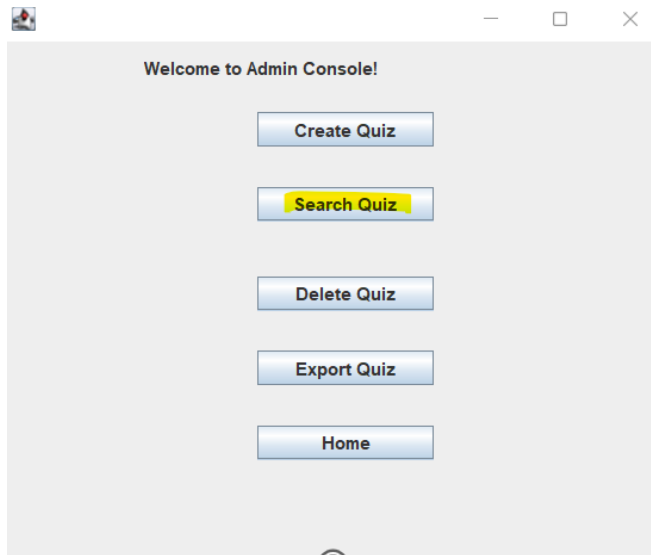 Welcome to Admin Console!
Create Quiz
Search Quiz
Delete Quiz
Export Quiz
Home